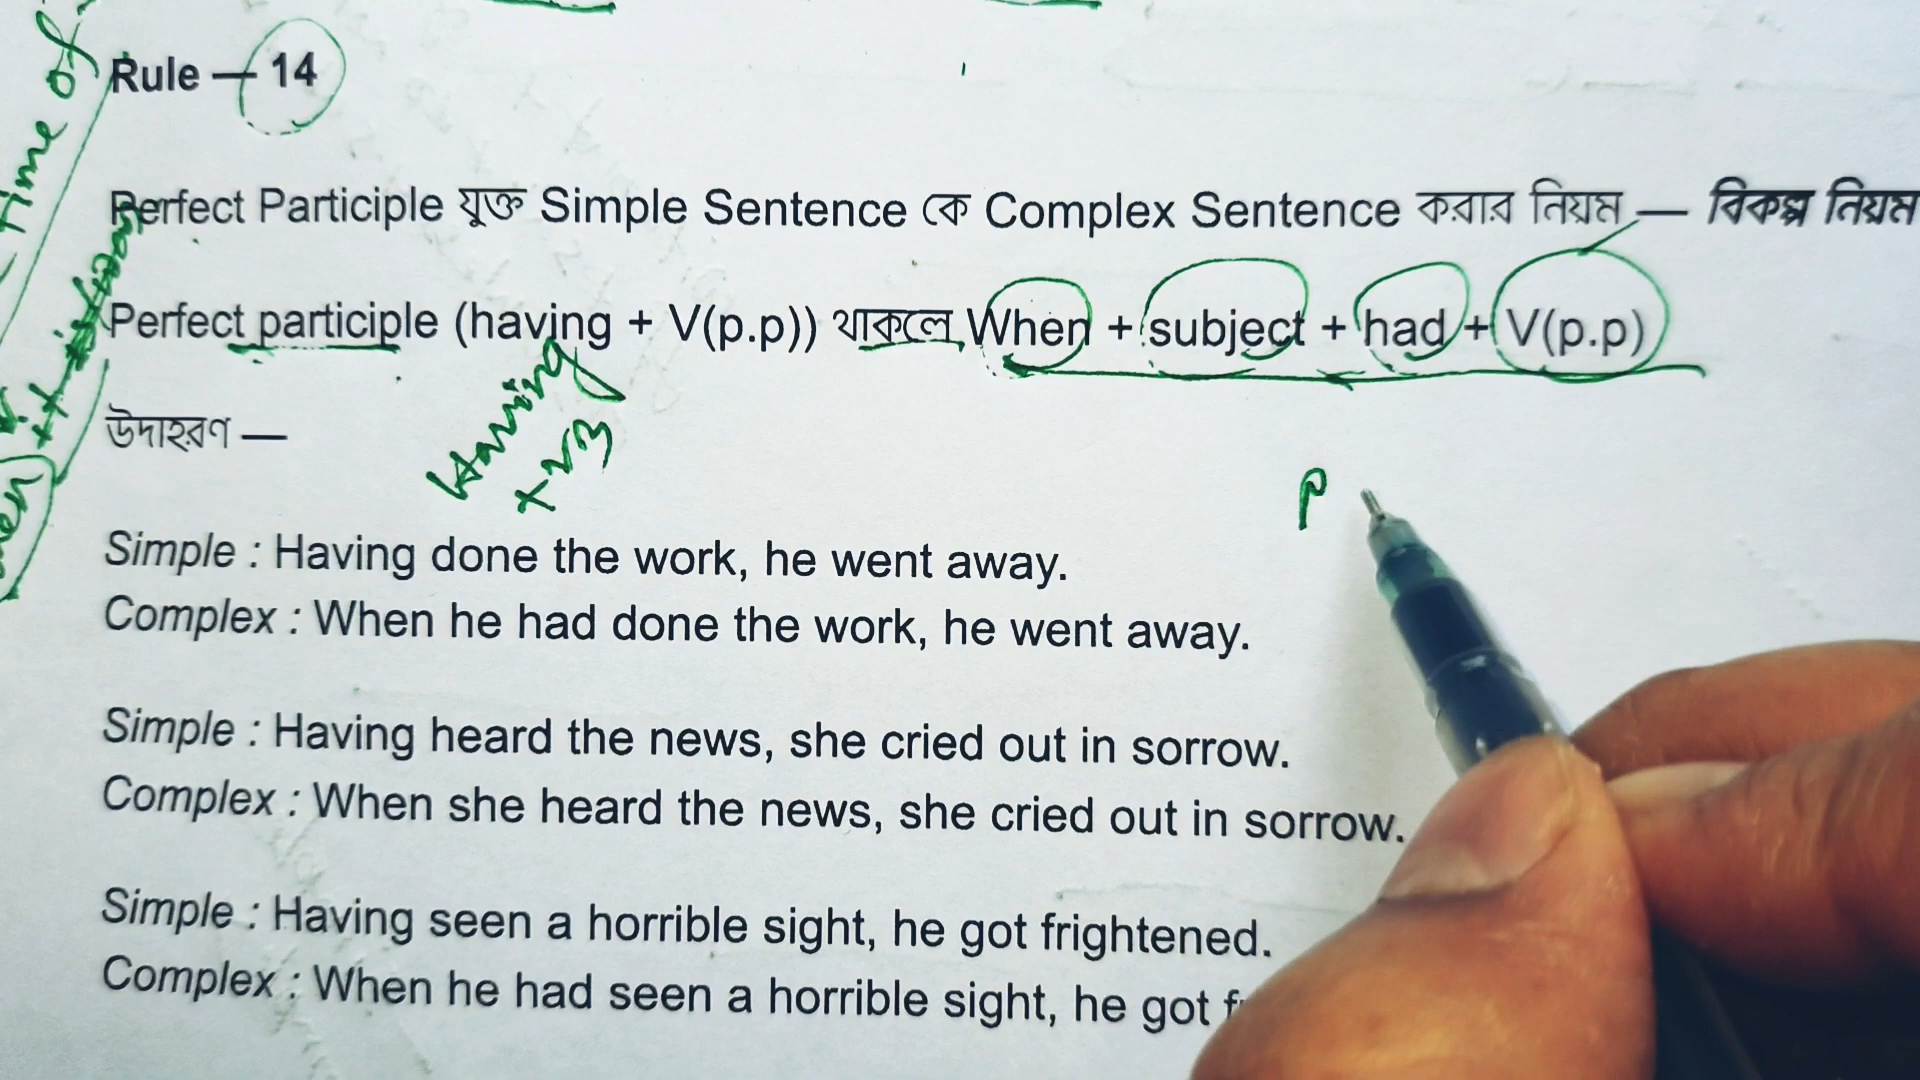 Rule — 14
Perfect Participle যুক্ত Simple Sentence কে Complex Sentence করার নিয়ম — বিকল্প নিয়ম
Perfect participle (having + V(p.p)) থাকলে When + subject + had + V(p.p)
উদাহরণ —
Having
+ V3
P
Simple : Having done the work, he went away.
Complex : When he had done the work, he went away.
Simple : Having heard the news, she cried out in sorrow.
Complex : When she heard the news, she cried out in sorrow.
Simple : Having seen a horrible sight, he got frightened.
Complex : When he had seen a horrible sight, he got
Time of